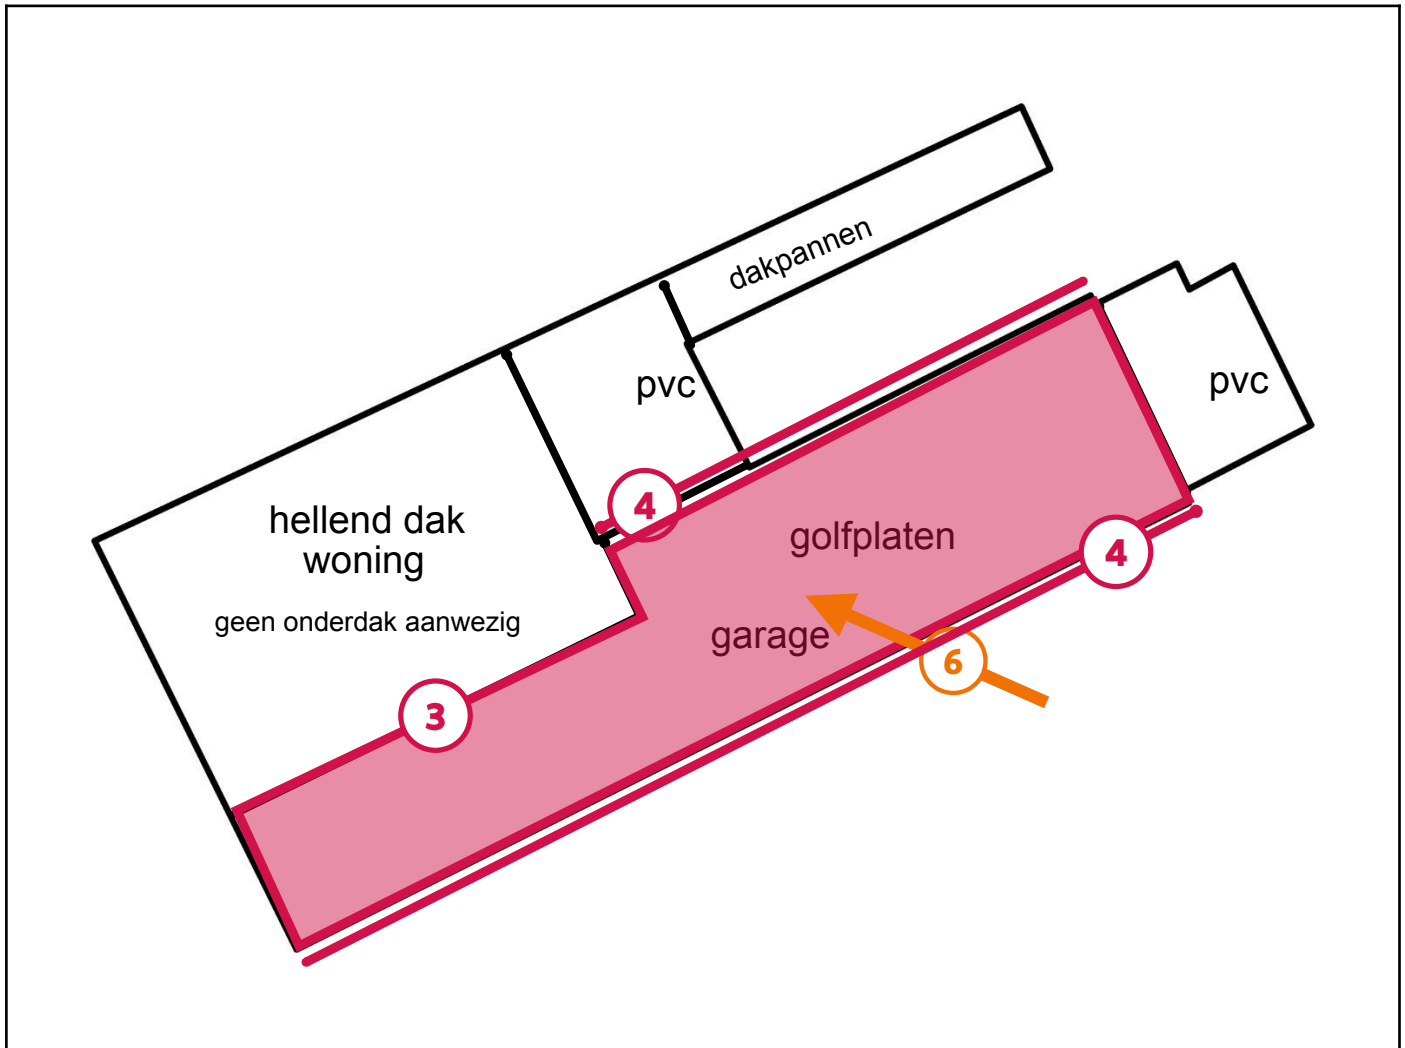 dakpannen
pvc
pvc
hellend dak
woning
geen onderdak aanwezig
4
golfplaten
4
garage
6
3